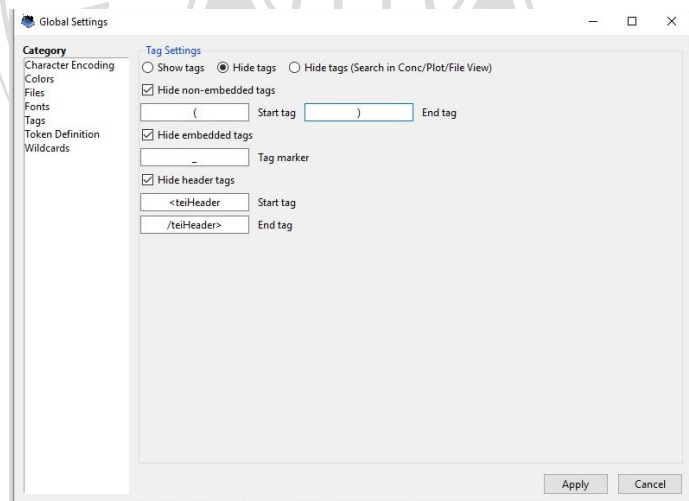 Global Settings
Category
Character Encoding
Colors
Files
Fonts
Tags
Token Definition
Wildcards
Tag Settings
Show tags Hide tags Hide tags (Search in Conc/Plot/File View)
Hide non-embedded tags
( Start tag ) End tag
Hide embedded tags
_ Tag marker
Hide header tags
<teiHeader Start tag
/teiHeader> End tag
Apply Cancel